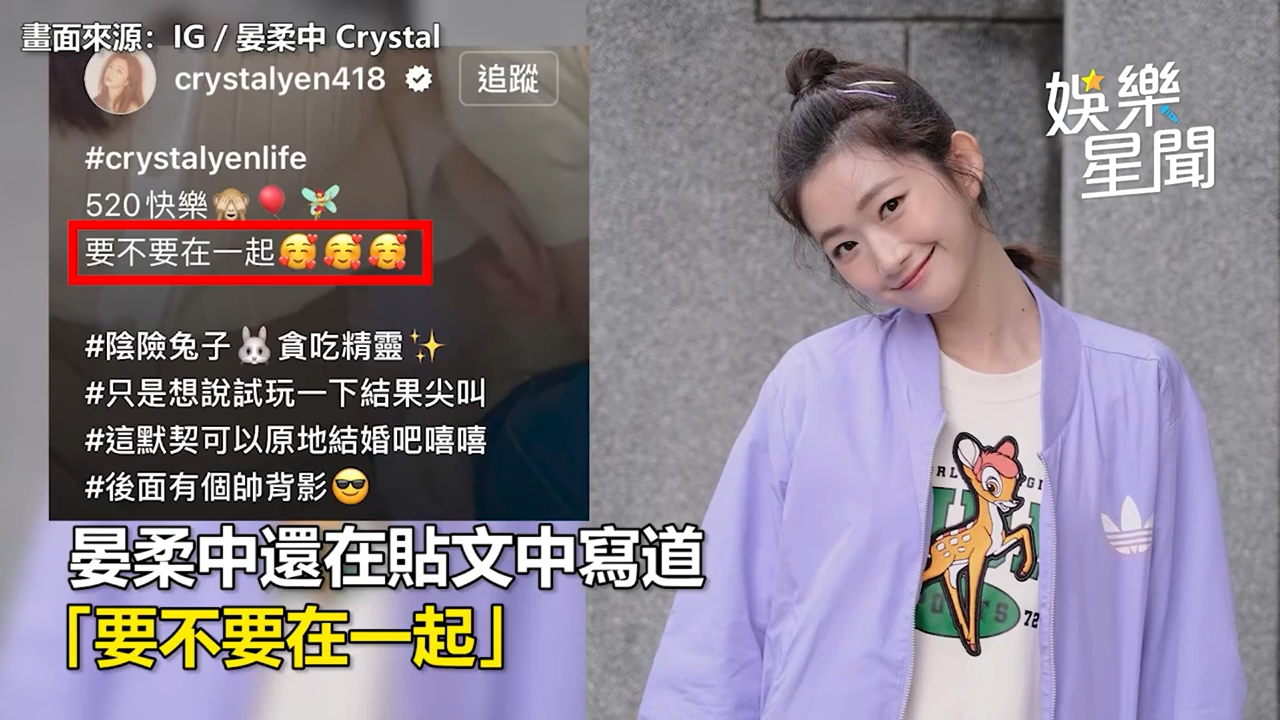 畫面來源：IG / 晏柔中 Crystal
crystalyen418
追蹤
娛樂
星聞
#crystalyenlife
520快樂🙈🎈🧚
要不要在一起🥰🥰🥰
#陰險兔子🐰貪吃精靈✨
#只是想說試玩一下結果尖叫
#這默契可以原地結婚吧嘻嘻
#後面有個帥背影😎
晏柔中還在貼文中寫道
「要不要在一起」
72